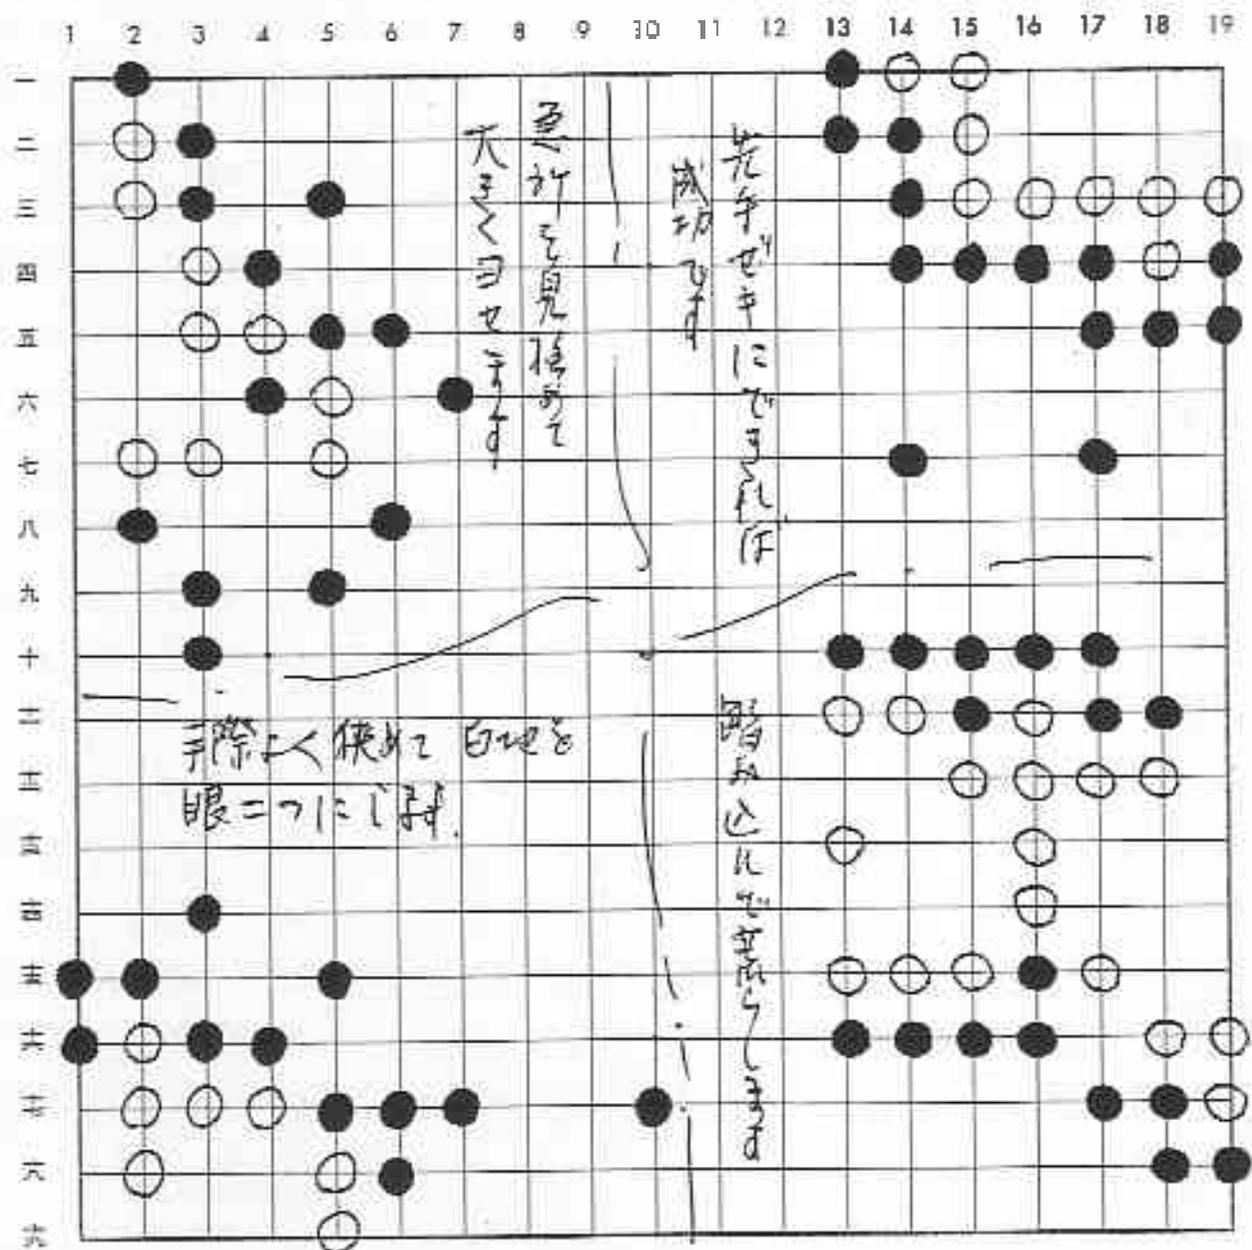 1 2 3 4 5 6 7 8 9 10 11 12 13 14 15 16 17 18 19
一
二
三
四
五
六
七
八
九
十
十一
十二
十三
十四
十五
十六
十七
十八
十九
先手ゼキにできれば
成功です
急所を見極めて
大きくヨセます
踏み込んで荒らします
手際よく狭めて 白地を
眼二つにします.